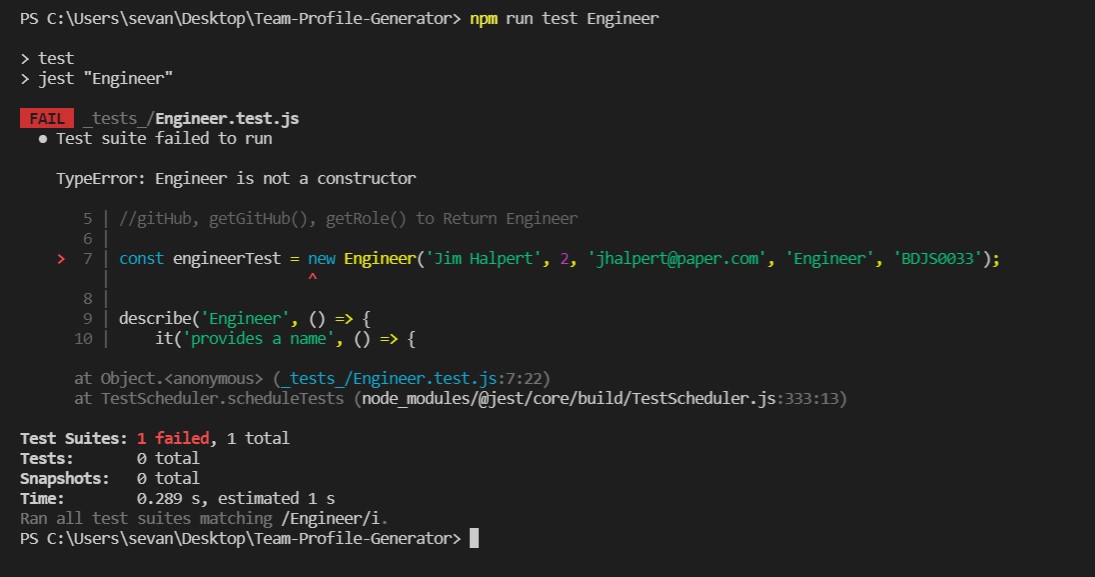 PS C:\Users\sevan\Desktop\Team-Profile-Generator> npm run test Engineer
> test
> jest "Engineer"
FAIL _tests_/Engineer.test.js
● Test suite failed to run
TypeError: Engineer is not a constructor
5 | //gitHub, getGitHub(), getRole() to Return Engineer
6 |
> 7 | const engineerTest = new Engineer('Jim Halpert', 2, 'jhalpert@paper.com', 'Engineer', 'BDJS0033');
| ^
8 |
9 | describe('Engineer', () => {
10 | it('provides a name', () => {
at Object.<anonymous> (_tests_/Engineer.test.js:7:22)
at TestScheduler.scheduleTests (node_modules/@jest/core/build/TestScheduler.js:333:13)
Test Suites: 1 failed, 1 total
Tests: 0 total
Snapshots: 0 total
Time: 0.289 s, estimated 1 s
Ran all test suites matching /Engineer/i.
PS C:\Users\sevan\Desktop\Team-Profile-Generator>